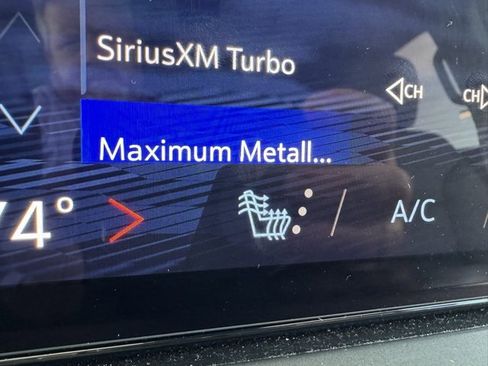 SiriusXM Turbo
CH
CH
Maximum Metall...
74°
A/C